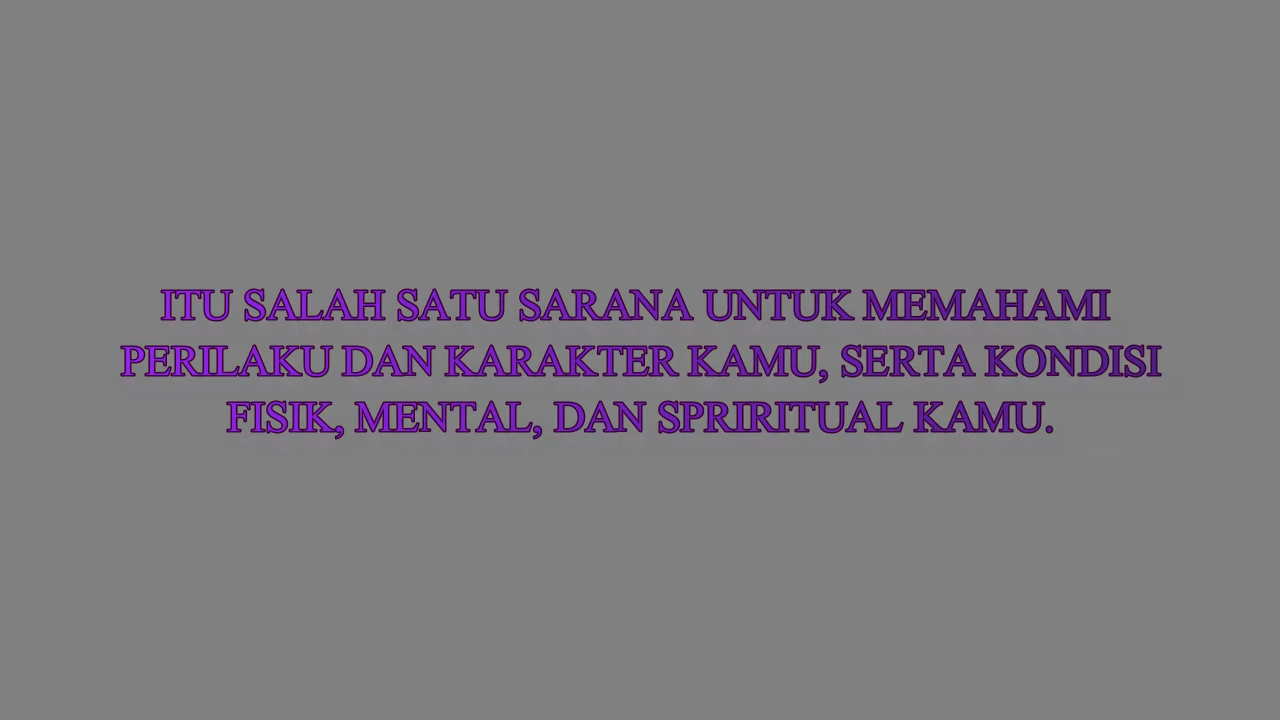 ITU SALAH SATU SARANA UNTUK MEMAHAMI
PERILAKU DAN KARAKTER KAMU, SERTA KONDISI
FISIK, MENTAL, DAN SPRIRITUAL KAMU.